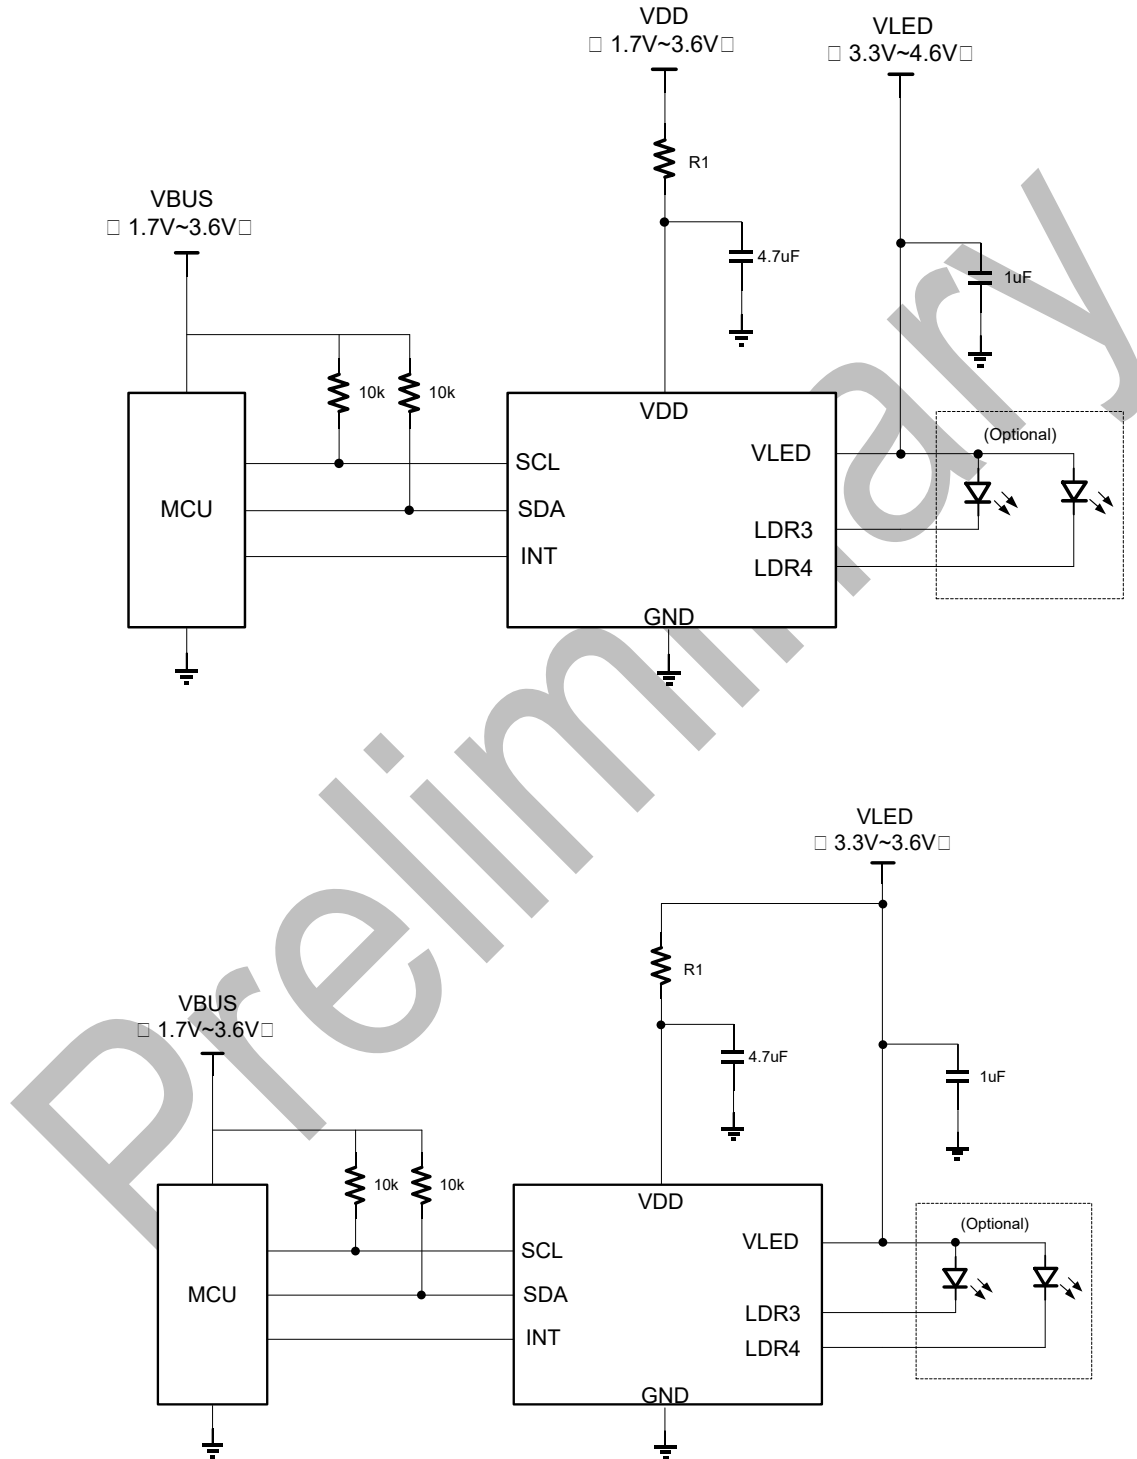 VDD
□ 1.7V~3.6V□
VLED
□ 3.3V~4.6V□
R1
VBUS
□ 1.7V~3.6V□
4.7uF
1uF
10k
10k
VDD
(Optional)
VLED
SCL
MCU
SDA
LDR3
INT
LDR4
GND
Preliminary
VLED
□ 3.3V~3.6V□
R1
VBUS
□ 1.7V~3.6V□
4.7uF
1uF
10k
10k
VDD
(Optional)
VLED
SCL
MCU
SDA
LDR3
INT
LDR4
GND